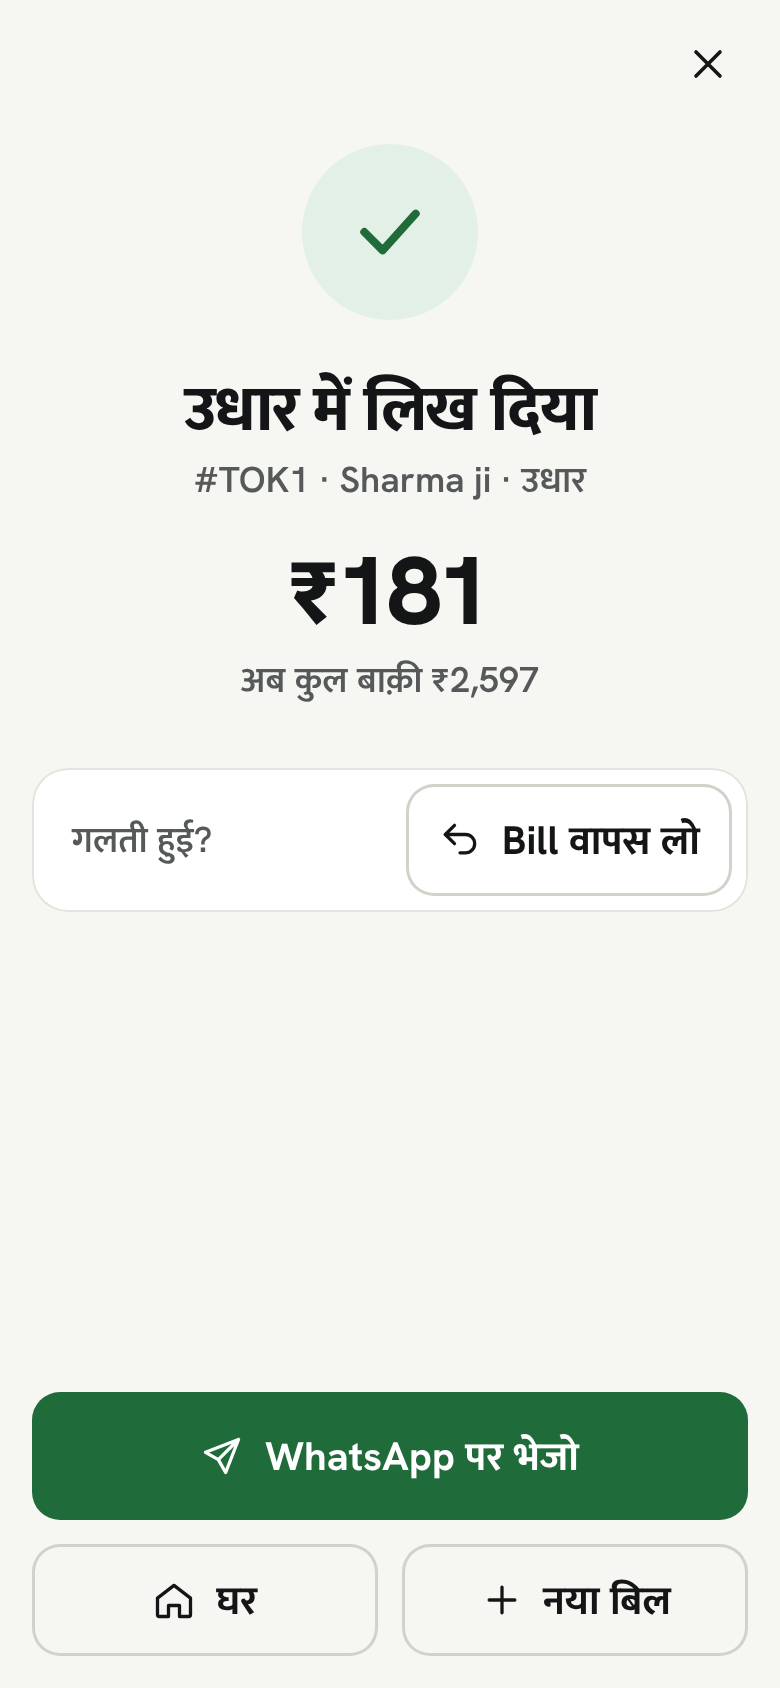 उधार में लिख दिया
#TOK1 · Sharma ji · उधार
₹181
अब कुल बाक़ी ₹2,597
गलती हुई?
Bill वापस लो
WhatsApp पर भेजो
घर
नया बिल